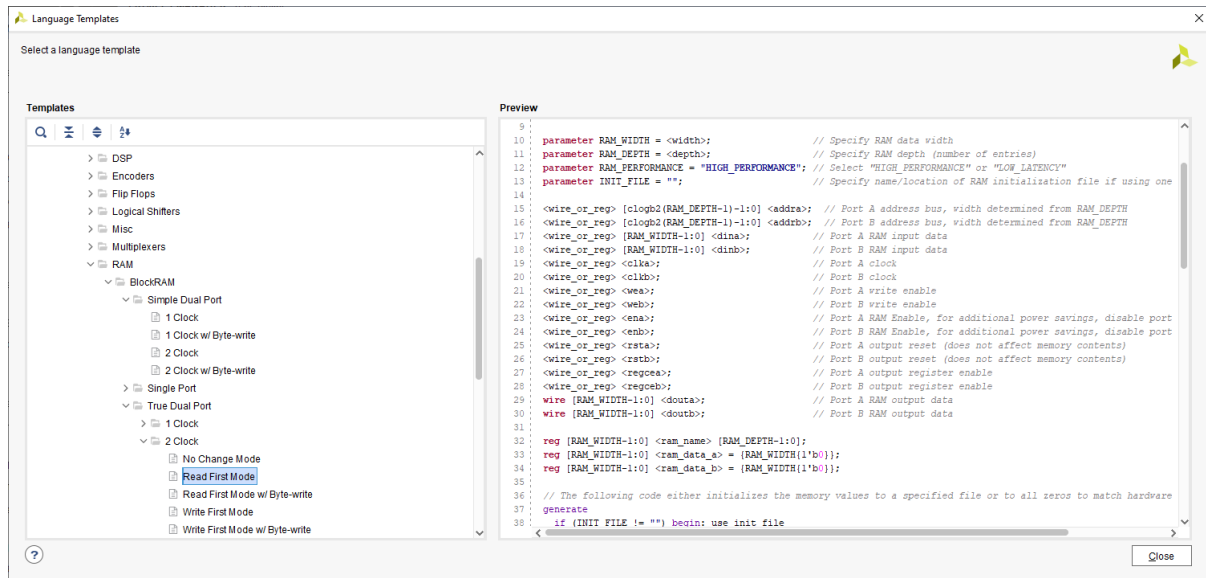 Language Templates
Select a language template
Templates
DSP
Encoders
Flip Flops
Logical Shifters
Misc
Multiplexers
RAM
BlockRAM
Simple Dual Port
1 Clock
1 Clock w/ Byte-write
2 Clock
2 Clock w/ Byte-write
Single Port
True Dual Port
1 Clock
2 Clock
No Change Mode
Read First Mode
Read First Mode w/ Byte-write
Write First Mode
Write First Mode w/ Byte-write
Preview
9
10 parameter RAM_WIDTH = <width>; // Specify RAM data width
11 parameter RAM_DEPTH = <depth>; // Specify RAM depth (number of entries)
12 parameter RAM_PERFORMANCE = "HIGH_PERFORMANCE"; // Select "HIGH_PERFORMANCE" or "LOW_LATENCY"
13 parameter INIT_FILE = ""; // Specify name/location of RAM initialization file if using one
14
15 <wire_or_reg> [clogb2(RAM_DEPTH-1)-1:0] <addra>; // Port A address bus, width determined from RAM_DEPTH
16 <wire_or_reg> [clogb2(RAM_DEPTH-1)-1:0] <addrb>; // Port B address bus, width determined from RAM_DEPTH
17 <wire_or_reg> [RAM_WIDTH-1:0] <dina>; // Port A RAM input data
18 <wire_or_reg> [RAM_WIDTH-1:0] <dinb>; // Port B RAM input data
19 <wire_or_reg> <clka>; // Port A clock
20 <wire_or_reg> <clkb>; // Port B clock
21 <wire_or_reg> <wea>; // Port A write enable
22 <wire_or_reg> <web>; // Port B write enable
23 <wire_or_reg> <ena>; // Port A RAM Enable, for additional power savings, disable port
24 <wire_or_reg> <enb>; // Port B RAM Enable, for additional power savings, disable port
25 <wire_or_reg> <rsta>; // Port A output reset (does not affect memory contents)
26 <wire_or_reg> <rstb>; // Port B output reset (does not affect memory contents)
27 <wire_or_reg> <regcea>; // Port A output register enable
28 <wire_or_reg> <regceb>; // Port B output register enable
29 wire [RAM_WIDTH-1:0] <douta>; // Port A RAM output data
30 wire [RAM_WIDTH-1:0] <doutb>; // Port B RAM output data
31
32 reg [RAM_WIDTH-1:0] <ram_name> [RAM_DEPTH-1:0];
33 reg [RAM_WIDTH-1:0] <ram_data_a> = {RAM_WIDTH{1'b0}};
34 reg [RAM_WIDTH-1:0] <ram_data_b> = {RAM_WIDTH{1'b0}};
35
36 // The following code either initializes the memory values to a specified file or to all zeros to match hardware
37 generate
38 if (INIT_FILE != "") begin: use_init_file
? Close